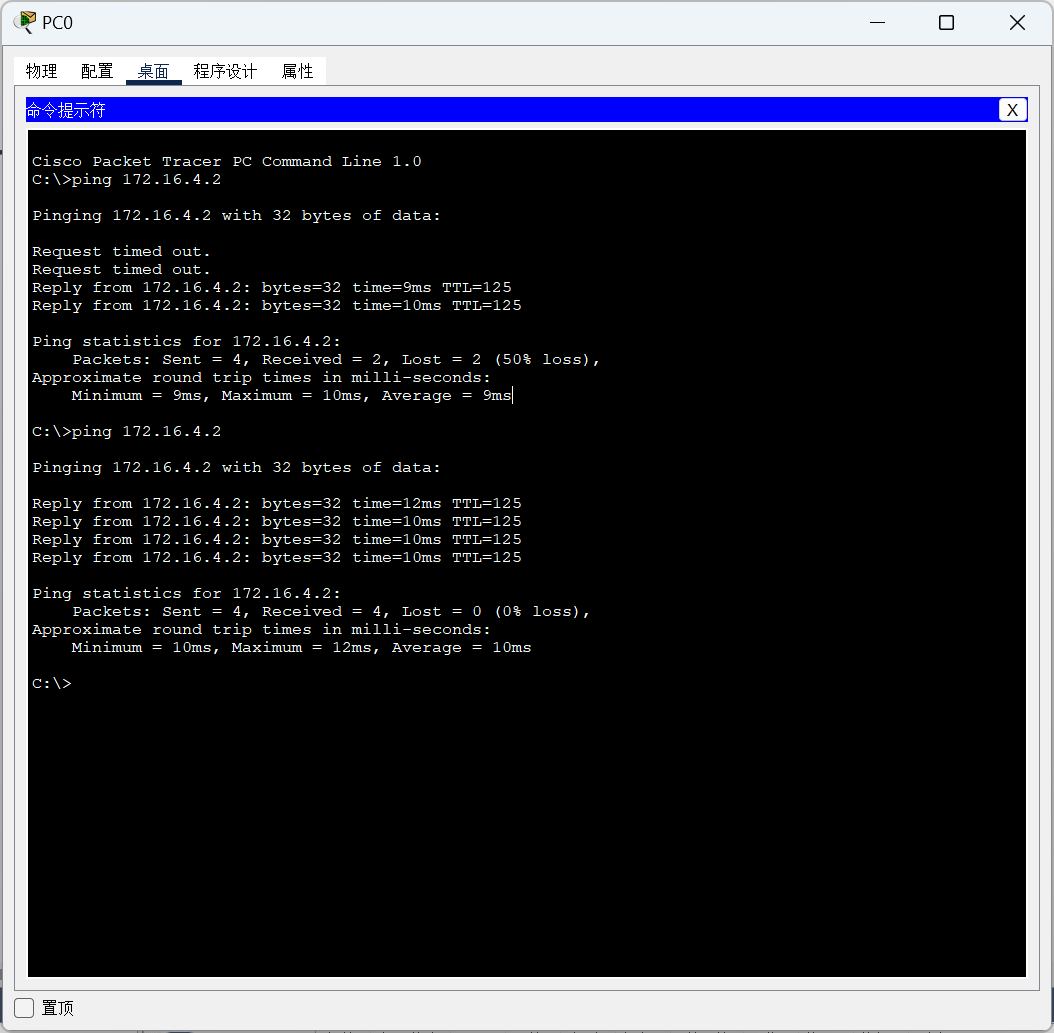 PC0
物理 配置 桌面 程序设计 属性
命令提示符 X
Cisco Packet Tracer PC Command Line 1.0
C:\>ping 172.16.4.2
Pinging 172.16.4.2 with 32 bytes of data:
Request timed out.
Request timed out.
Reply from 172.16.4.2: bytes=32 time=9ms TTL=125
Reply from 172.16.4.2: bytes=32 time=10ms TTL=125
Ping statistics for 172.16.4.2:
Packets: Sent = 4, Received = 2, Lost = 2 (50% loss),
Approximate round trip times in milli-seconds:
Minimum = 9ms, Maximum = 10ms, Average = 9ms
C:\>ping 172.16.4.2
Pinging 172.16.4.2 with 32 bytes of data:
Reply from 172.16.4.2: bytes=32 time=12ms TTL=125
Reply from 172.16.4.2: bytes=32 time=10ms TTL=125
Reply from 172.16.4.2: bytes=32 time=10ms TTL=125
Reply from 172.16.4.2: bytes=32 time=10ms TTL=125
Ping statistics for 172.16.4.2:
Packets: Sent = 4, Received = 4, Lost = 0 (0% loss),
Approximate round trip times in milli-seconds:
Minimum = 10ms, Maximum = 12ms, Average = 10ms
C:\>
置顶